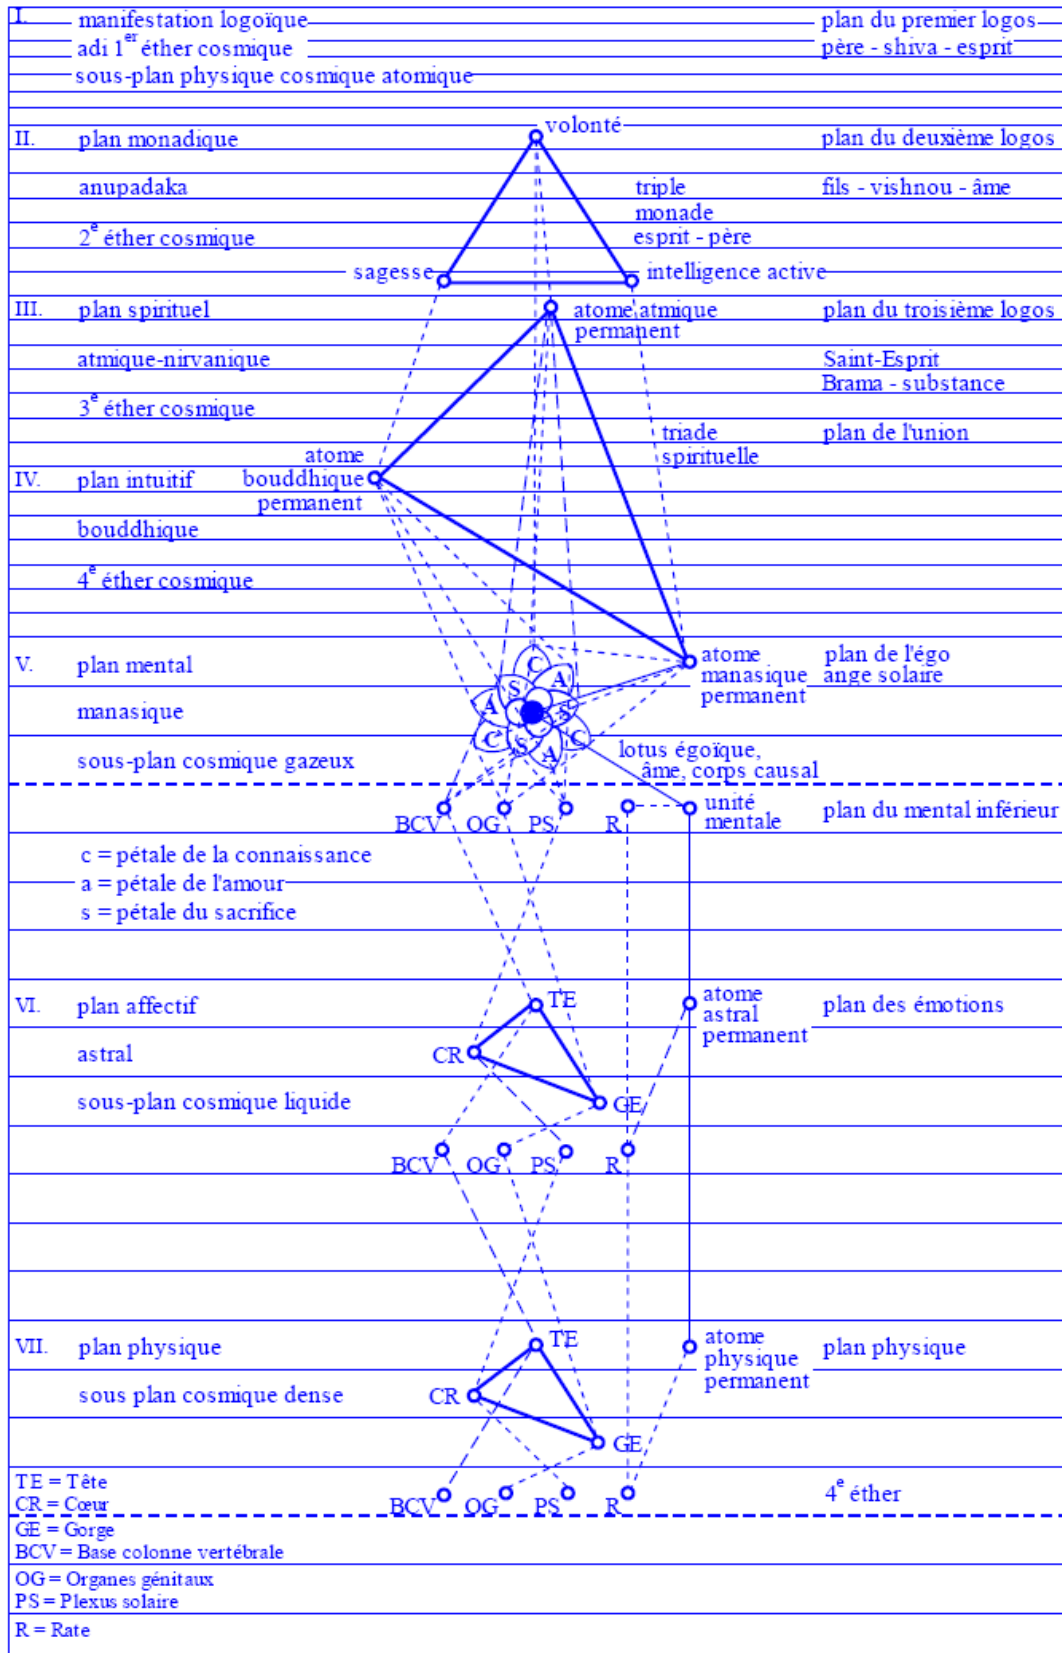 I. manifestation logoïque plan du premier logos
adi 1er éther cosmique père - shiva - esprit
sous-plan physique cosmique atomique
volonté
II. plan monadique plan du deuxième logos
anupadaka triple fils - vishnou - âme
monade
2e éther cosmique esprit - père
sagesse intelligence active
III. plan spirituel atome atmique plan du troisième logos
permanent
atmique-nirvanique Saint-Esprit
Brama - substance
3e éther cosmique
triade plan de l'union
atome spirituelle
IV. plan intuitif bouddhique
permanent
bouddhique
4e éther cosmique
V. plan mental C atome plan de l'égo
A S manasique ange solaire
permanent
manasique A S
C S A C
lotus égoïque,
sous-plan cosmique gazeux âme, corps causal
unité
BCV OG PS R mentale plan du mental inférieur
c = pétale de la connaissance
a = pétale de l'amour
s = pétale du sacrifice
VI. plan affectif TE atome plan des émotions
astral
permanent
astral CR
sous-plan cosmique liquide GE
BCV OG PS R
VII. plan physique TE atome plan physique
physique
permanent
sous plan cosmique dense CR
GE
TE = Tête
CR = Cœur BCV OG PS R 4e éther
GE = Gorge
BCV = Base colonne vertébrale
OG = Organes génitaux
PS = Plexus solaire
R = Rate